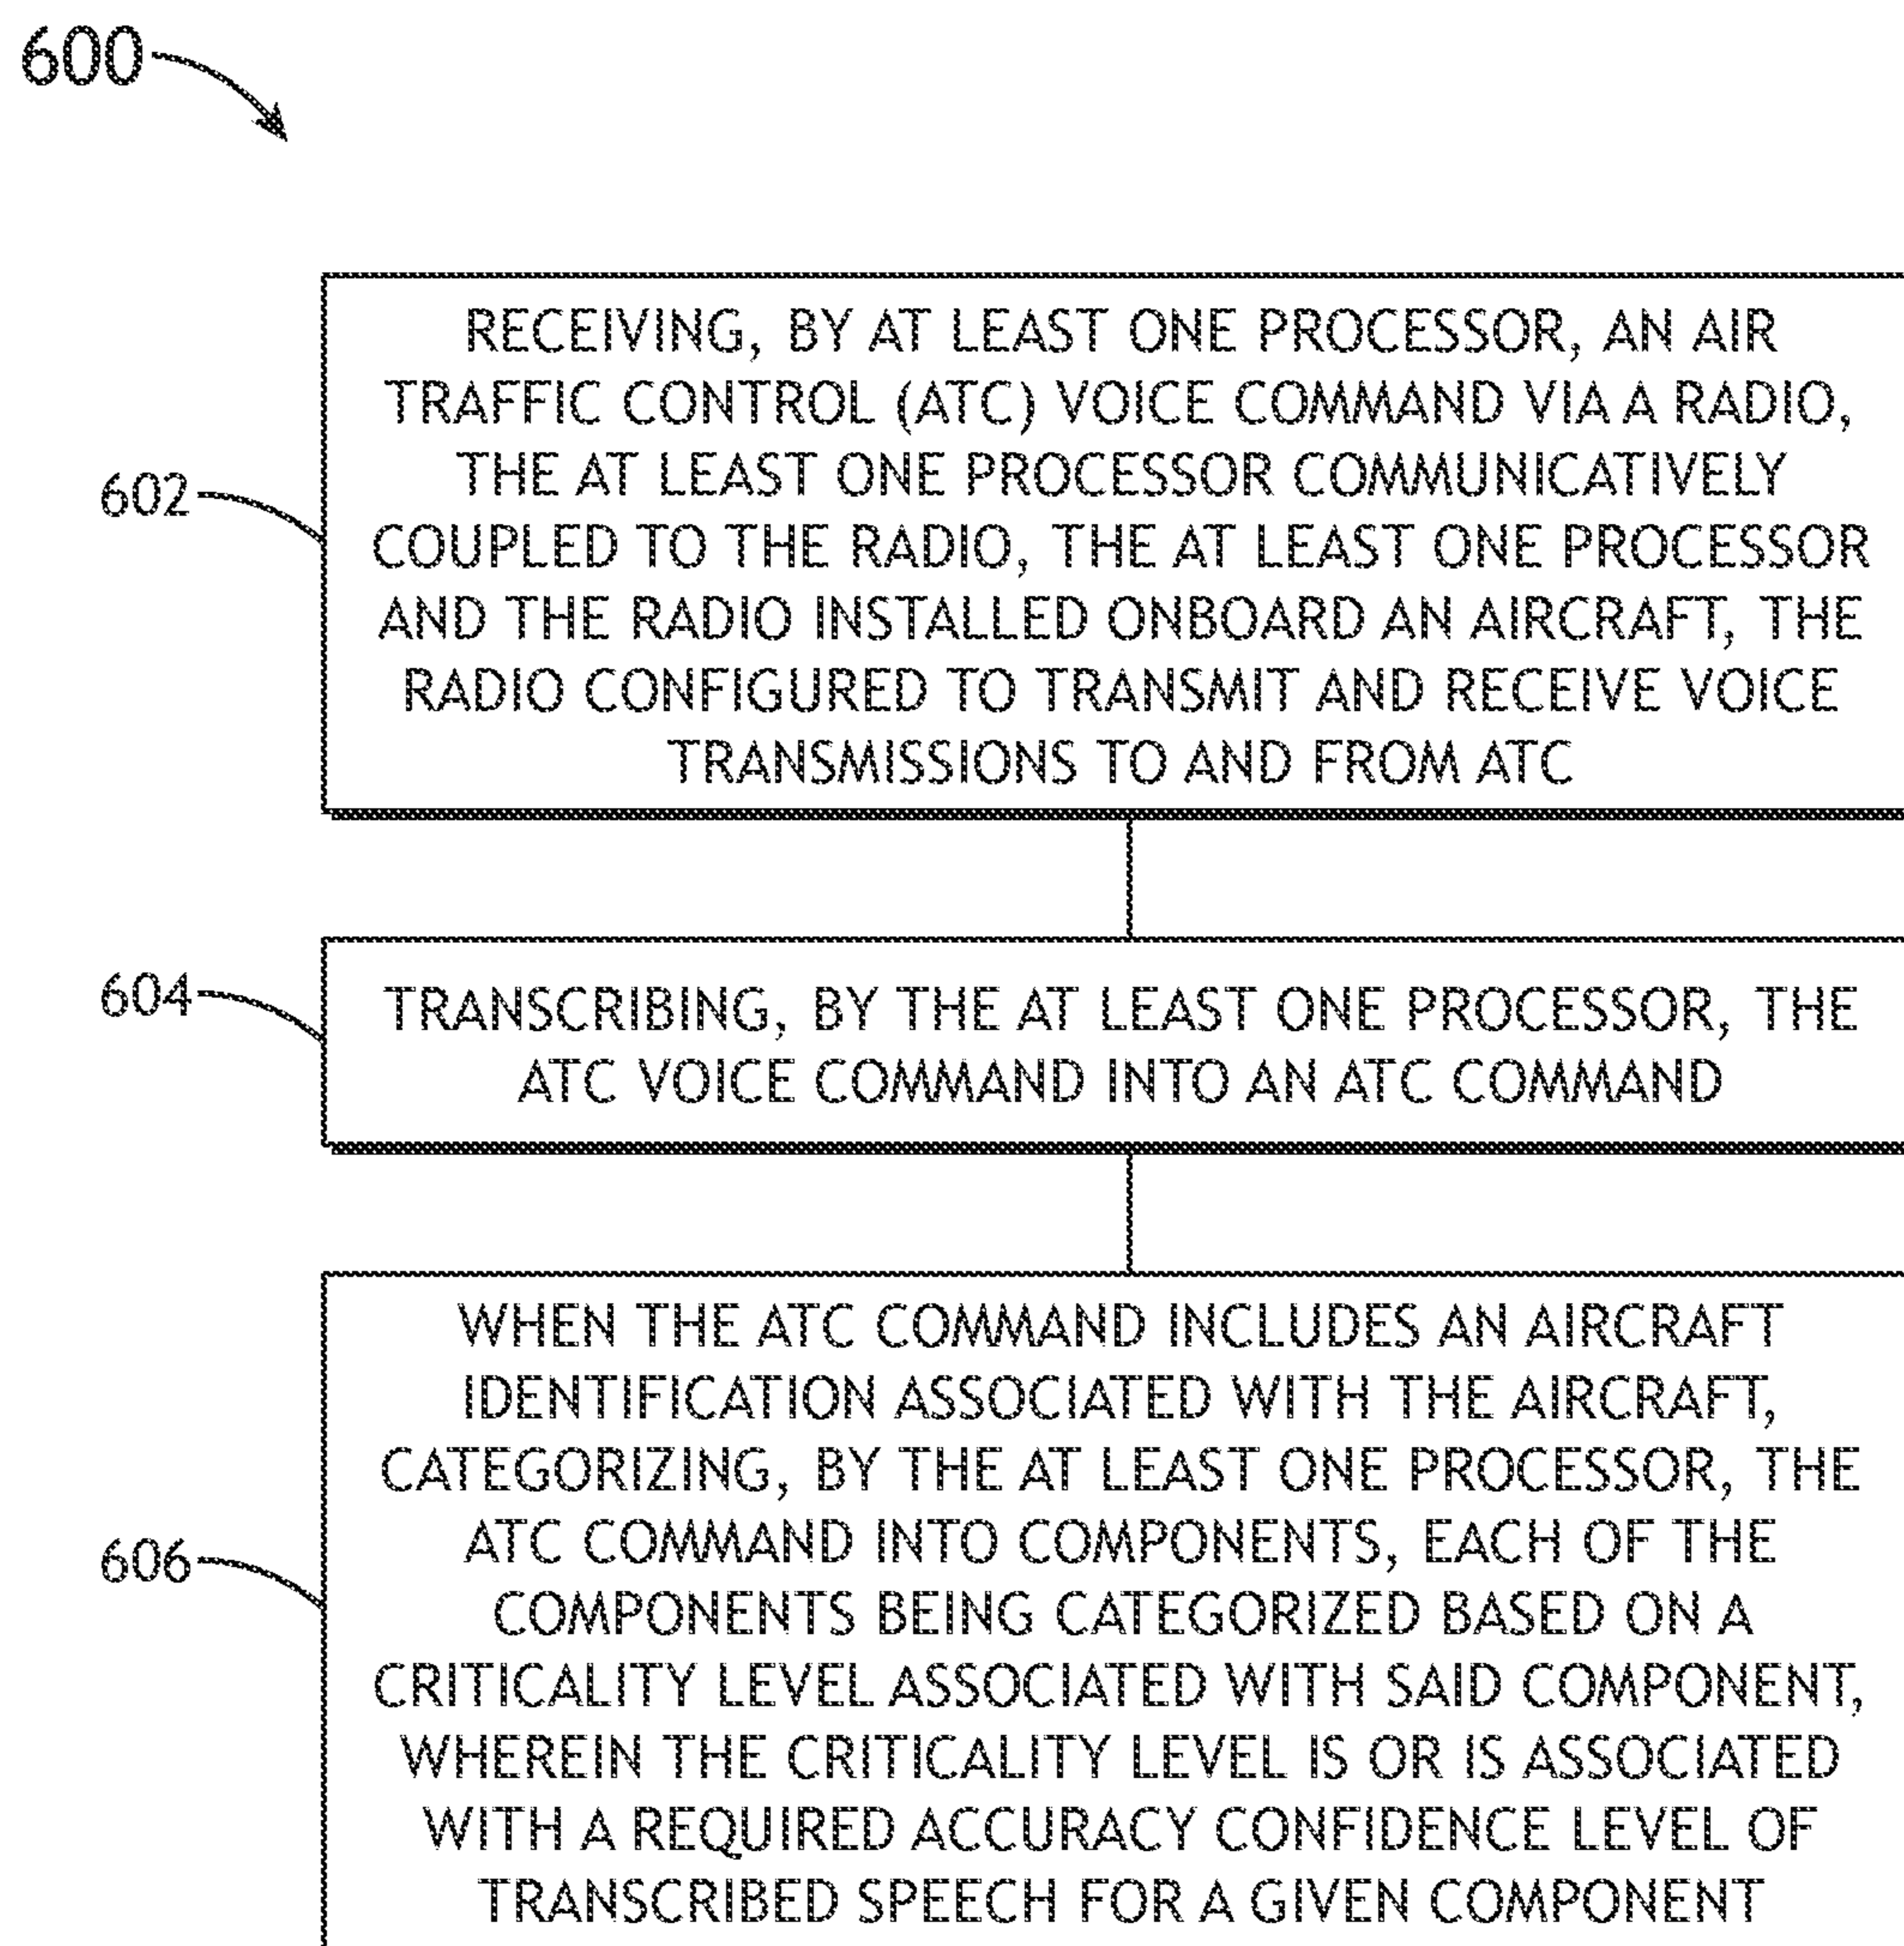 600
RECEIVING, BY AT LEAST ONE PROCESSOR, AN AIR
TRAFFIC CONTROL (ATC) VOICE COMMAND VIA A RADIO,
THE AT LEAST ONE PROCESSOR COMMUNICATIVELY
602
COUPLED TO THE RADIO, THE AT LEAST ONE PROCESSOR
AND THE RADIO INSTALLED ONBOARD AN AIRCRAFT, THE
RADIO CONFIGURED TO TRANSMIT AND RECEIVE VOICE
TRANSMISSIONS TO AND FROM ATC
604
TRANSCRIBING, BY THE AT LEAST ONE PROCESSOR, THE
ATC VOICE COMMAND INTO AN ATC COMMAND
WHEN THE ATC COMMAND INCLUDES AN AIRCRAFT
IDENTIFICATION ASSOCIATED WITH THE AIRCRAFT,
CATEGORIZING, BY THE AT LEAST ONE PROCESSOR, THE
ATC COMMAND INTO COMPONENTS, EACH OF THE
606
COMPONENTS BEING CATEGORIZED BASED ON A
CRITICALITY LEVEL ASSOCIATED WITH SAID COMPONENT,
WHEREIN THE CRITICALITY LEVEL IS OR IS ASSOCIATED
WITH A REQUIRED ACCURACY CONFIDENCE LEVEL OF
TRANSCRIBED SPEECH FOR A GIVEN COMPONENT